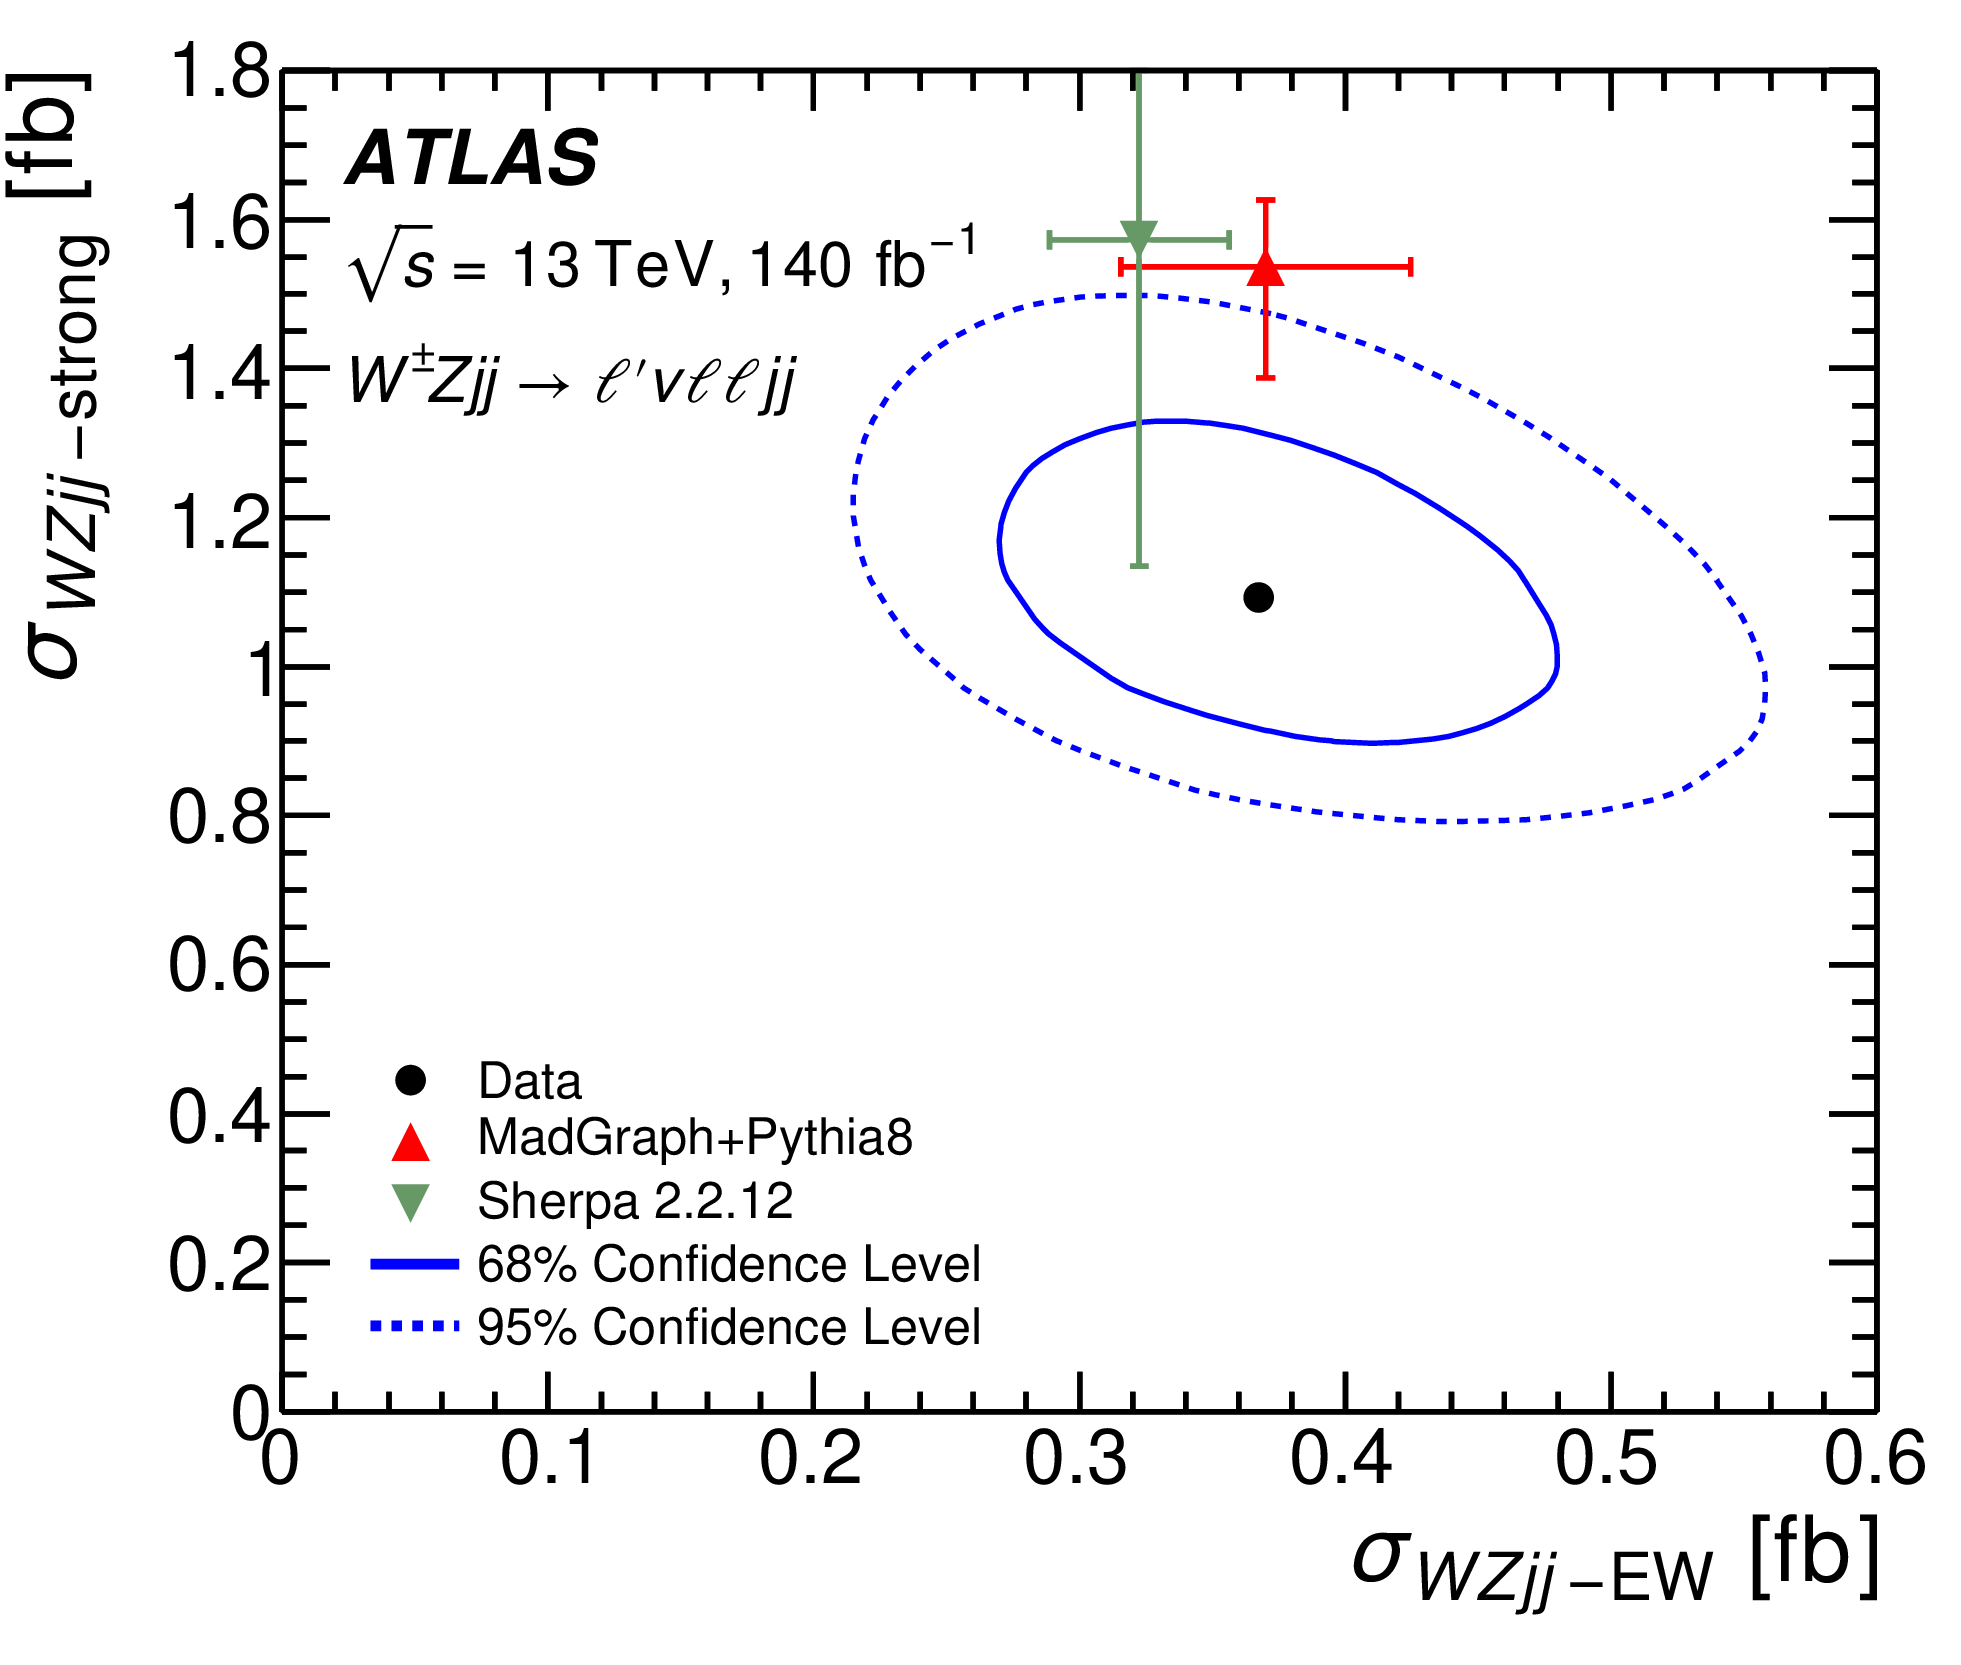 σ WZjj−strong [fb]
1.8
1.6
1.4
1.2
1
0.8
0.6
0.4
0.2
0
ATLAS
√s = 13 TeV, 140 fb⁻¹
W±Zjj → ℓ′νℓℓjj
Data
MadGraph+Pythia8
Sherpa 2.2.12
68% Confidence Level
95% Confidence Level
0 0.1 0.2 0.3 0.4 0.5 0.6
σ WZjj−EW [fb]